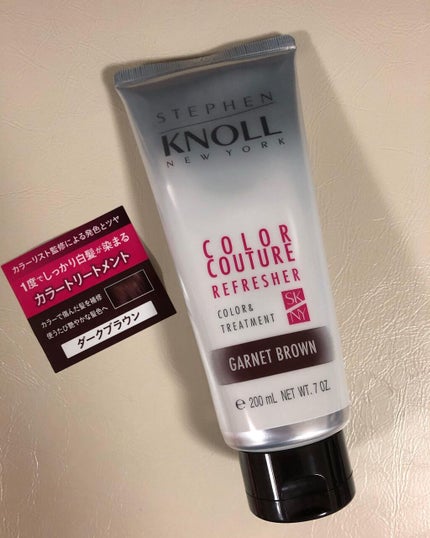 STEPHEN
KNOLL
NEW YORK
COLOR
COUTURE
REFRESHER
COLOR&
TREATMENT
SK
NY
GARNET BROWN
e 200 mL NET WT. 7 OZ.
カラーリスト監修による発色とツヤ
1度でしっかり白髪が染まる
カラートリートメント
カラーで傷んだ髪を補修
使うたび艶やかな髪色へ
ダークブラウン